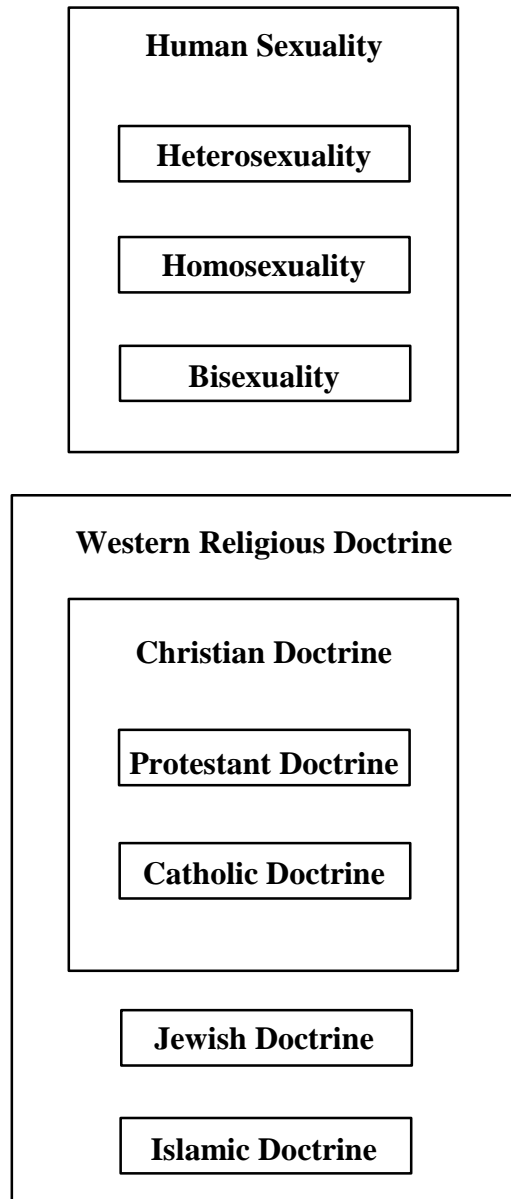 Human Sexuality
Heterosexuality
Homosexuality
Bisexuality
Western Religious Doctrine
Christian Doctrine
Protestant Doctrine
Catholic Doctrine
Jewish Doctrine
Islamic Doctrine